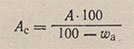 A_c = A · 100 / 100 − w_a